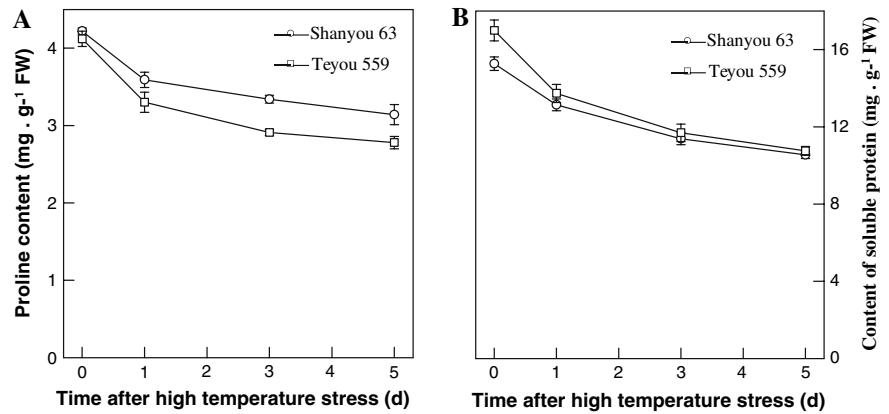 A
Proline content (mg · g-1 FW)
4
3
2
1
0
Shanyou 63
Teyou 559
0 1 2 3 4 5
Time after high temperature stress (d)
B
Shanyou 63
Teyou 559
16
12
8
4
0
Content of soluble protein (mg · g-1 FW)
0 1 2 3 4 5
Time after high temperature stress (d)